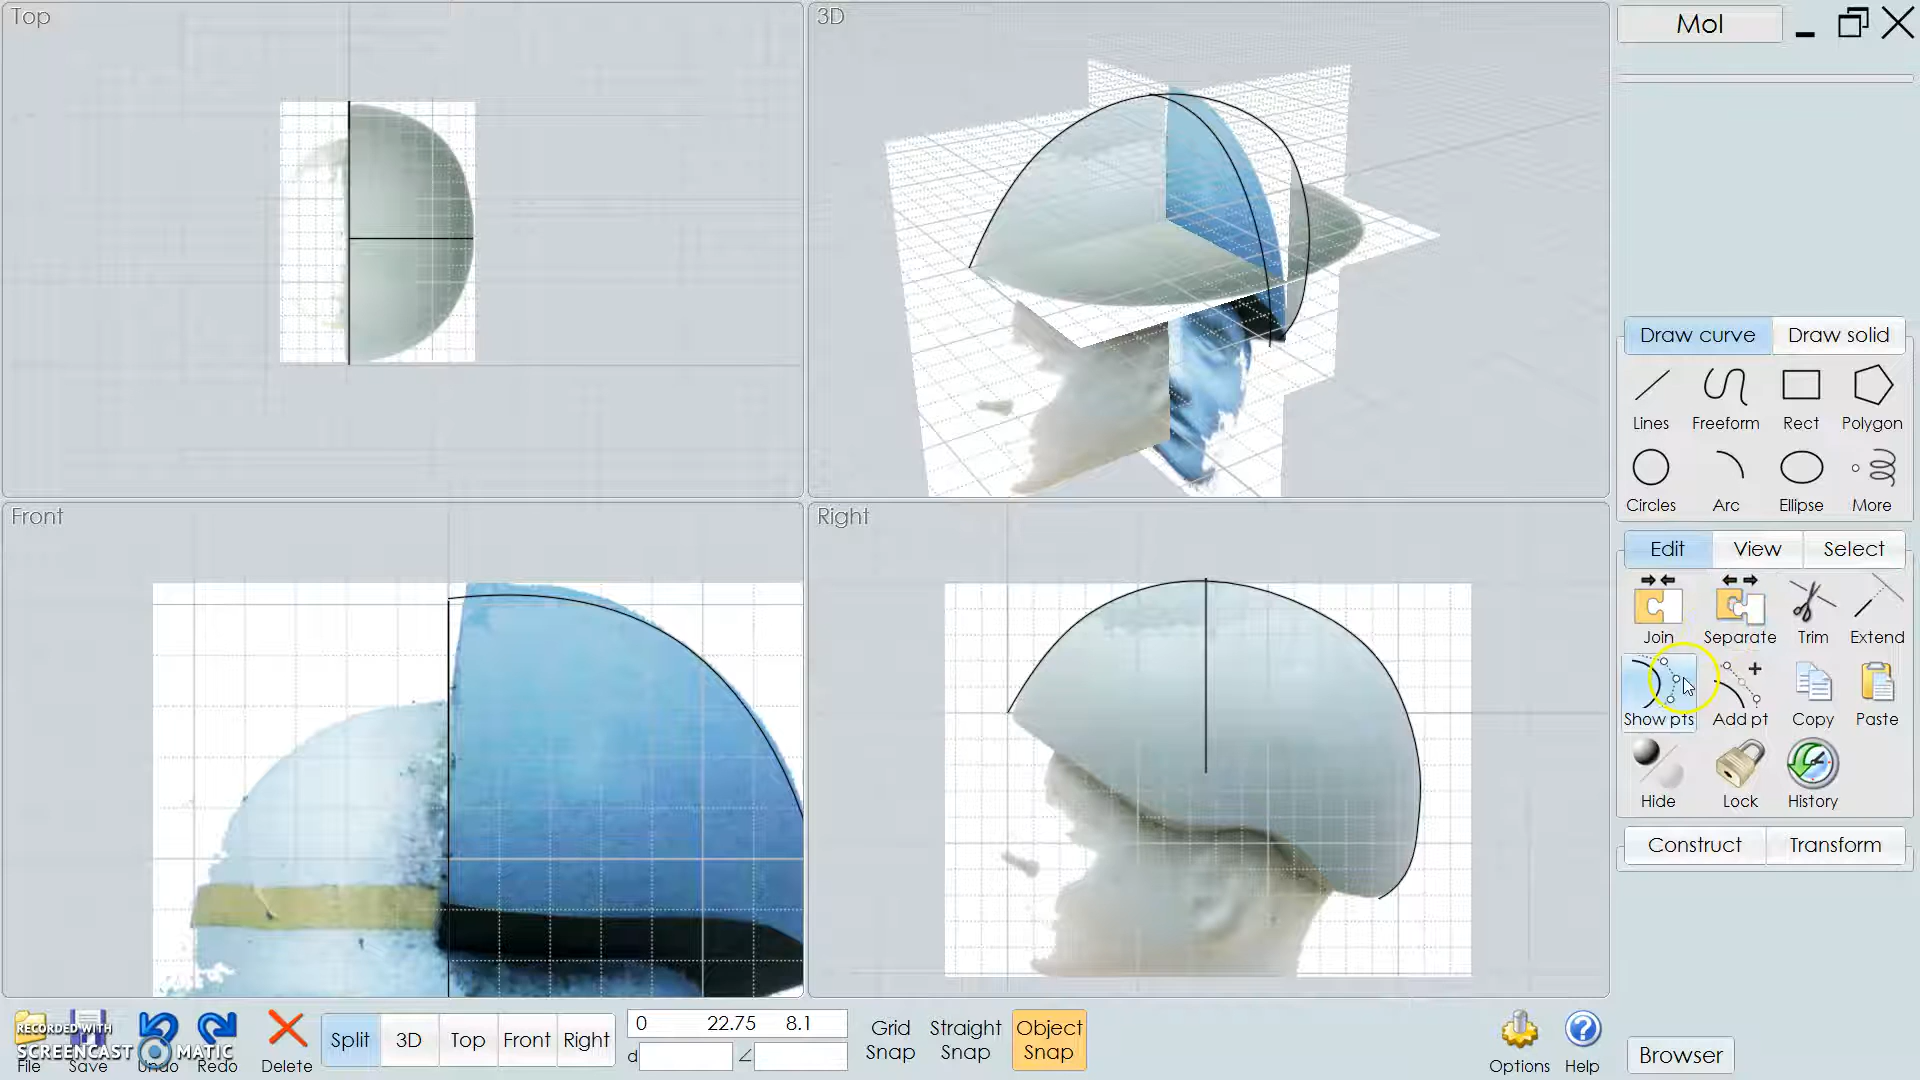 Top
3D
MoI
Draw curve Draw solid
Lines Freeform Rect Polygon
Circles Arc Ellipse More
Front
Right
Edit View Select
Join Separate Trim Extend
Show pts Add pt Copy Paste
Hide Lock History
Construct Transform
RECORDED WITH
SCREENCAST MATIC
File Save Undo Redo Delete
Split 3D Top Front Right
0 22.75 8.1
d ∠
Grid Snap
Straight Snap
Object Snap
Options Help
Browser